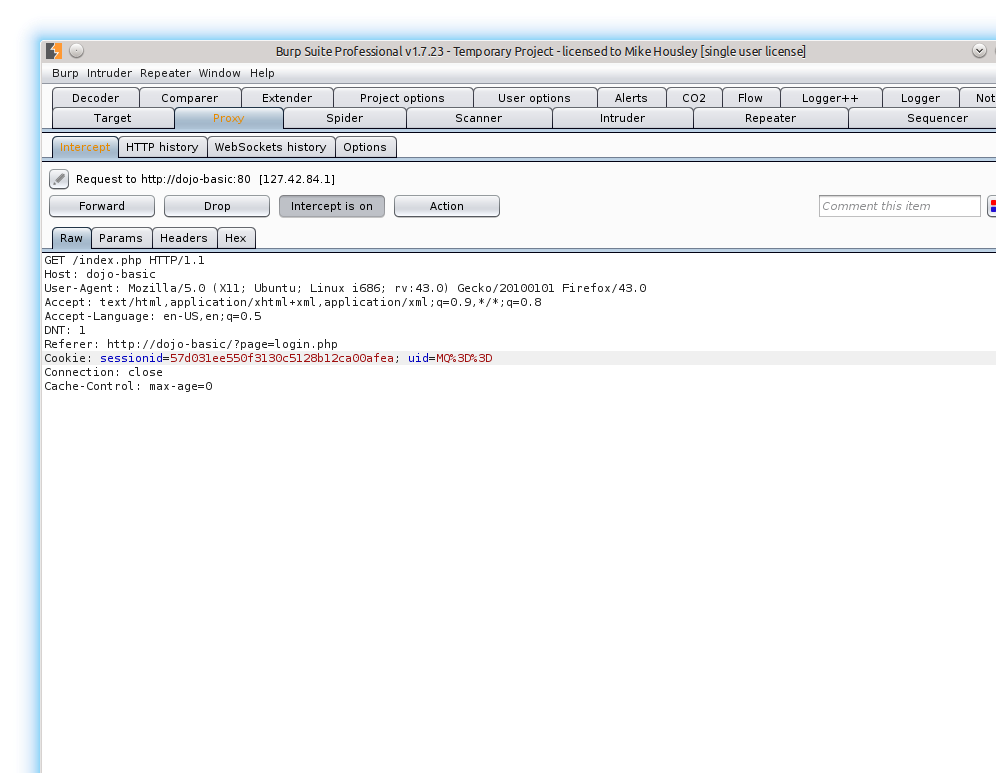 Burp Suite Professional v1.7.23 - Temporary Project - licensed to Mike Housley [single user license]
Burp Intruder Repeater Window Help
Decoder Comparer Extender Project options User options Alerts CO2 Flow Logger++ Logger Not
Target Proxy Spider Scanner Intruder Repeater Sequencer
Intercept HTTP history WebSockets history Options
Request to http://dojo-basic:80 [127.42.84.1]
Forward Drop Intercept is on Action Comment this item
Raw Params Headers Hex
GET /index.php HTTP/1.1
Host: dojo-basic
User-Agent: Mozilla/5.0 (X11; Ubuntu; Linux i686; rv:43.0) Gecko/20100101 Firefox/43.0
Accept: text/html,application/xhtml+xml,application/xml;q=0.9,*/*;q=0.8
Accept-Language: en-US,en;q=0.5
DNT: 1
Referer: http://dojo-basic/?page=login.php
Cookie: sessionid=57d031ee550f3130c5128b12ca00afea; uid=MQ%3D%3D
Connection: close
Cache-Control: max-age=0